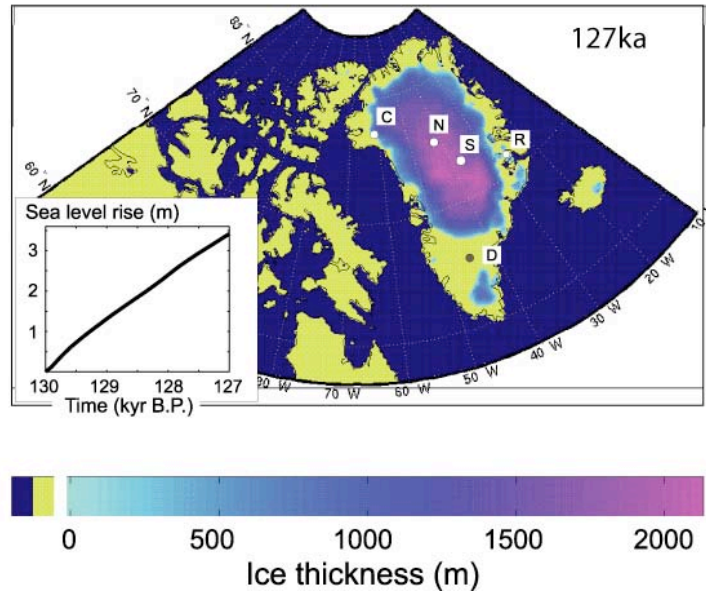 127ka
85 N
70 N
60 N
C
N
S
R
D
Sea level rise (m)
3
2
1
130 129 128 127
Time (kyr B.P.)
70 W
60 W
50 W
40 W
30 W
20 W
10
0 500 1000 1500 2000
Ice thickness (m)